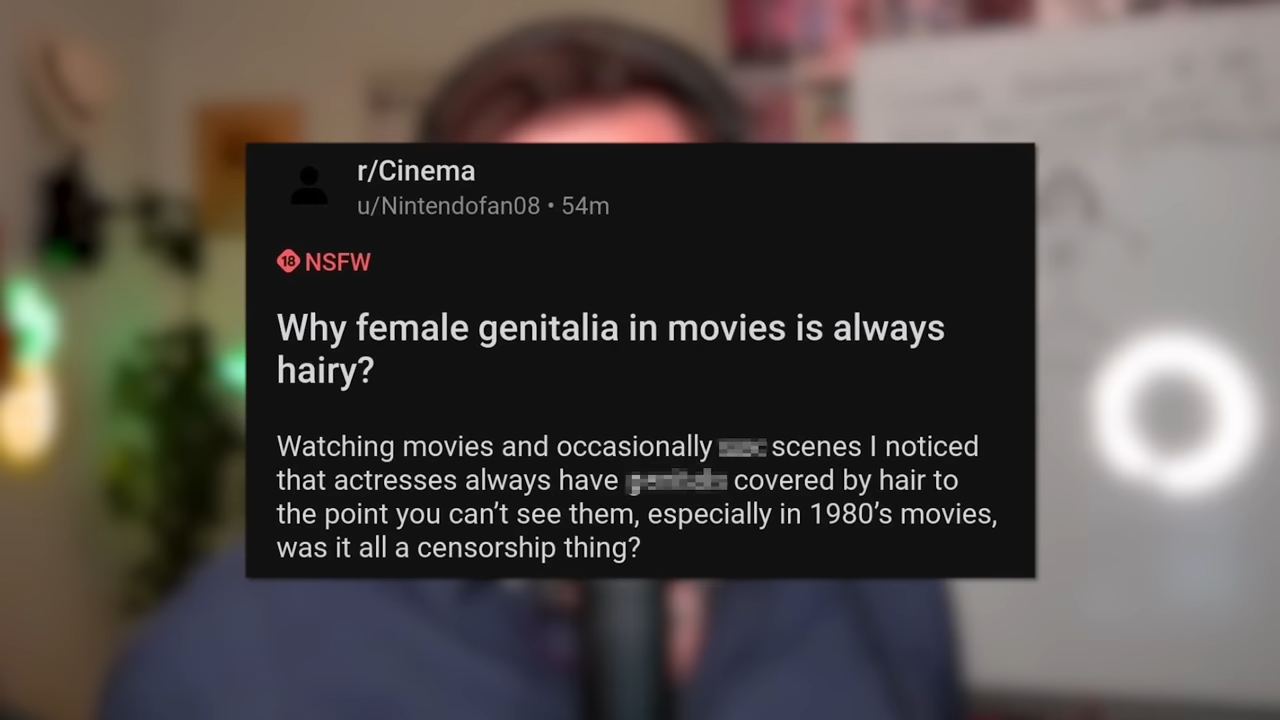 r/Cinema
u/Nintendofan08 • 54m
18 NSFW
Why female genitalia in movies is always
hairy?
Watching movies and occasionally scenes I noticed
that actresses always have covered by hair to
the point you can’t see them, especially in 1980’s movies,
was it all a censorship thing?